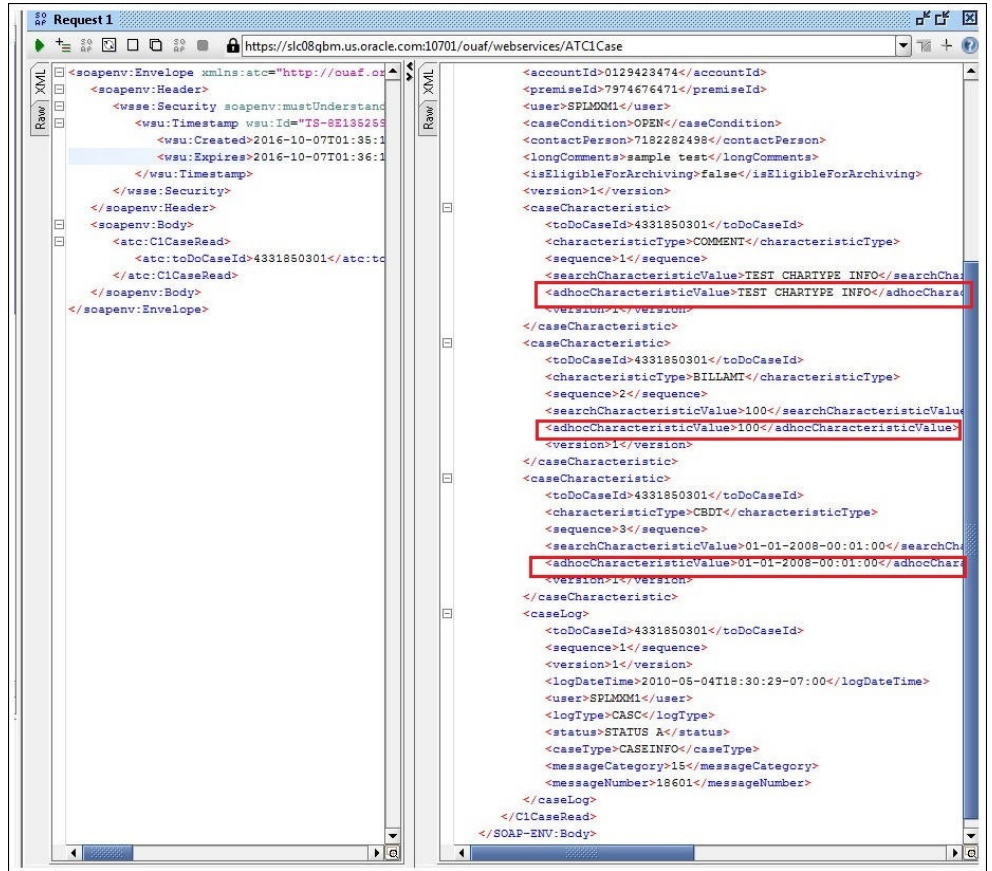 Request 1
https://slc08qbm.us.oracle.com:10701/ouaf/webservices/ATC1Case
XML
Raw
<soapenv:Envelope xmlns:atc="http://ouaf.or
<soapenv:Header>
<wsse:Security soapenv:mustUnderstand
<wsu:Timestamp wsu:Id="TS-8E135259
<wsu:Created>2016-10-07T01:35:1
<wsu:Expires>2016-10-07T01:36:1
</wsu:Timestamp>
</wsse:Security>
</soapenv:Header>
<soapenv:Body>
<atc:C1CaseRead>
<atc:toDoCaseId>4331850301</atc:to
</atc:C1CaseRead>
</soapenv:Body>
</soapenv:Envelope>
XML
Raw
<accountId>0129423474</accountId>
<premiseId>7974676471</premiseId>
<user>SPLMXM1</user>
<caseCondition>OPEN</caseCondition>
<contactPerson>7182282498</contactPerson>
<longComments>sample test</longComments>
<isEligibleForArchiving>false</isEligibleForArchiving>
<version>1</version>
<caseCharacteristic>
<toDoCaseId>4331850301</toDoCaseId>
<characteristicType>COMMENT</characteristicType>
<sequence>1</sequence>
<searchCharacteristicValue>TEST CHARTYPE INFO</searchChar
<adhocCharacteristicValue>TEST CHARTYPE INFO</adhocCharac
<version>1</version>
</caseCharacteristic>
<caseCharacteristic>
<toDoCaseId>4331850301</toDoCaseId>
<characteristicType>BILLAMT</characteristicType>
<sequence>2</sequence>
<searchCharacteristicValue>100</searchCharacteristicValue
<adhocCharacteristicValue>100</adhocCharacteristicValue>
<version>1</version>
</caseCharacteristic>
<caseCharacteristic>
<toDoCaseId>4331850301</toDoCaseId>
<characteristicType>CBDT</characteristicType>
<sequence>3</sequence>
<searchCharacteristicValue>01-01-2008-00:01:00</searchCha
<adhocCharacteristicValue>01-01-2008-00:01:00</adhocChara
<version>1</version>
</caseCharacteristic>
<caseLog>
<toDoCaseId>4331850301</toDoCaseId>
<sequence>1</sequence>
<version>1</version>
<logDateTime>2010-05-04T18:30:29-07:00</logDateTime>
<user>SPLMXM1</user>
<logType>CASC</logType>
<status>STATUS A</status>
<caseType>CASEINFO</caseType>
<messageCategory>15</messageCategory>
<messageNumber>18601</messageNumber>
</caseLog>
</C1CaseRead>
</SOAP-ENV:Body>